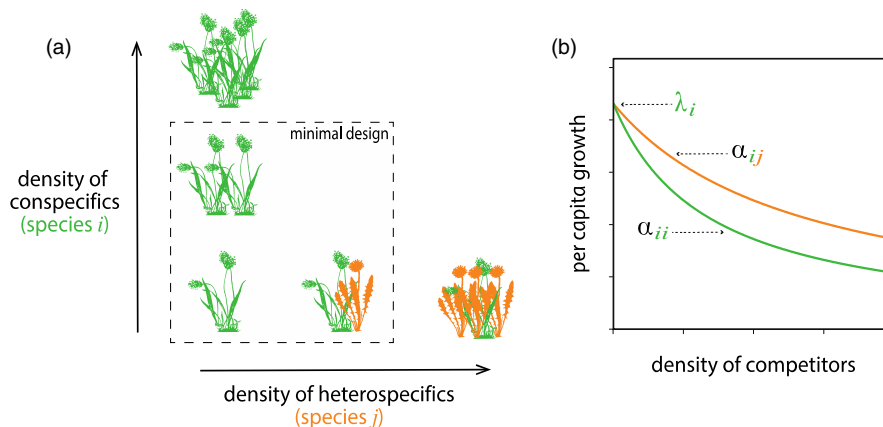 (a)
minimal design
density of
conspecifics
(species i)
density of heterospecifics
(species j)
(b)
λi
αij
αii
per capita growth
density of competitors